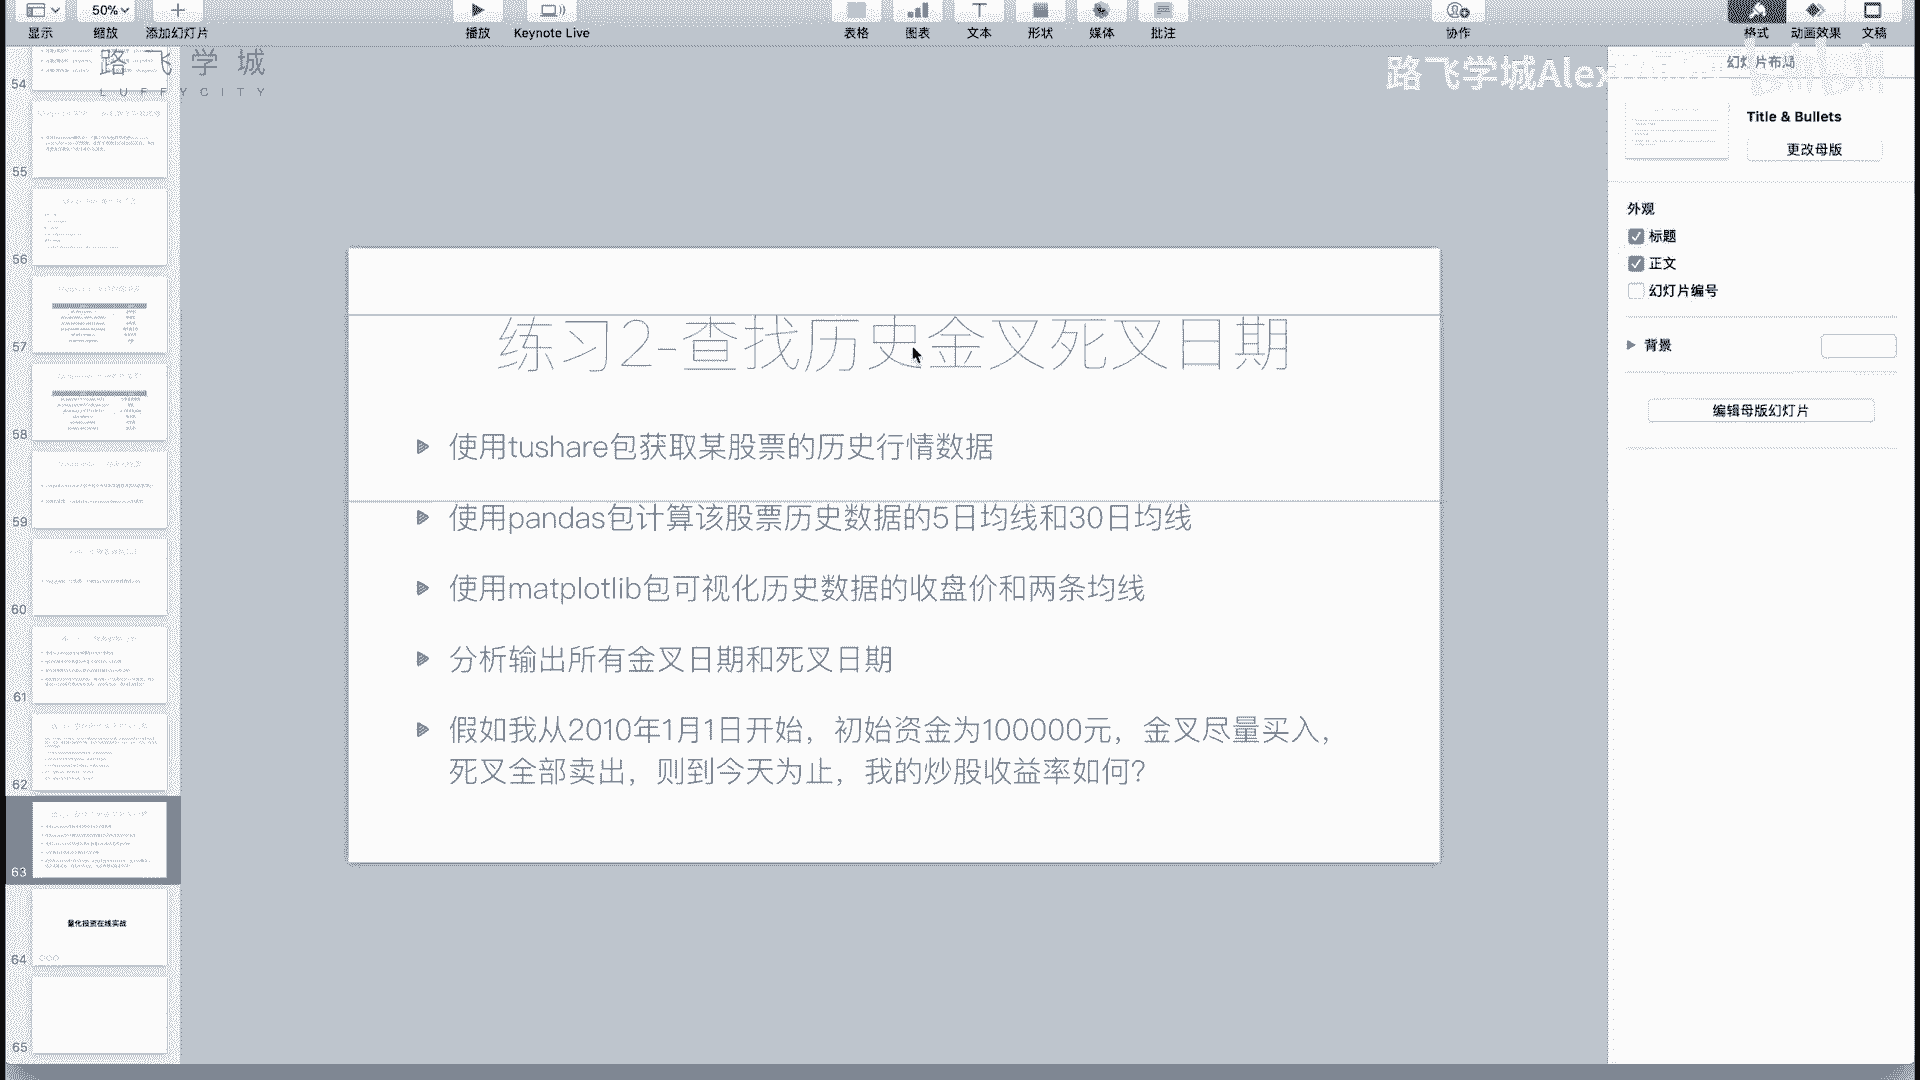 50%
显示
缩放
添加幻灯片
播放
Keynote Live
表格
图表
文本
形状
媒体
批注
协作
格式
动画效果
文稿
路飞学城
LUFFYCITY
路飞学城Alex
幻灯片布局
Title & Bullets
更改母版
外观
标题
正文
幻灯片编号
背景
编辑母版幻灯片
练习2-查找历史金叉死叉日期
使用tushare包获取某股票的历史行情数据
使用pandas包计算该股票历史数据的5日均线和30日均线
使用matplotlib包可视化历史数据的收盘价和两条均线
分析输出所有金叉日期和死叉日期
假如我从2010年1月1日开始，初始资金为100000元，金叉尽量买入，
死叉全部卖出，则到今天为止，我的炒股收益率如何？
54
55
56
57
58
59
60
61
62
63
量化投资在线实战
64
65